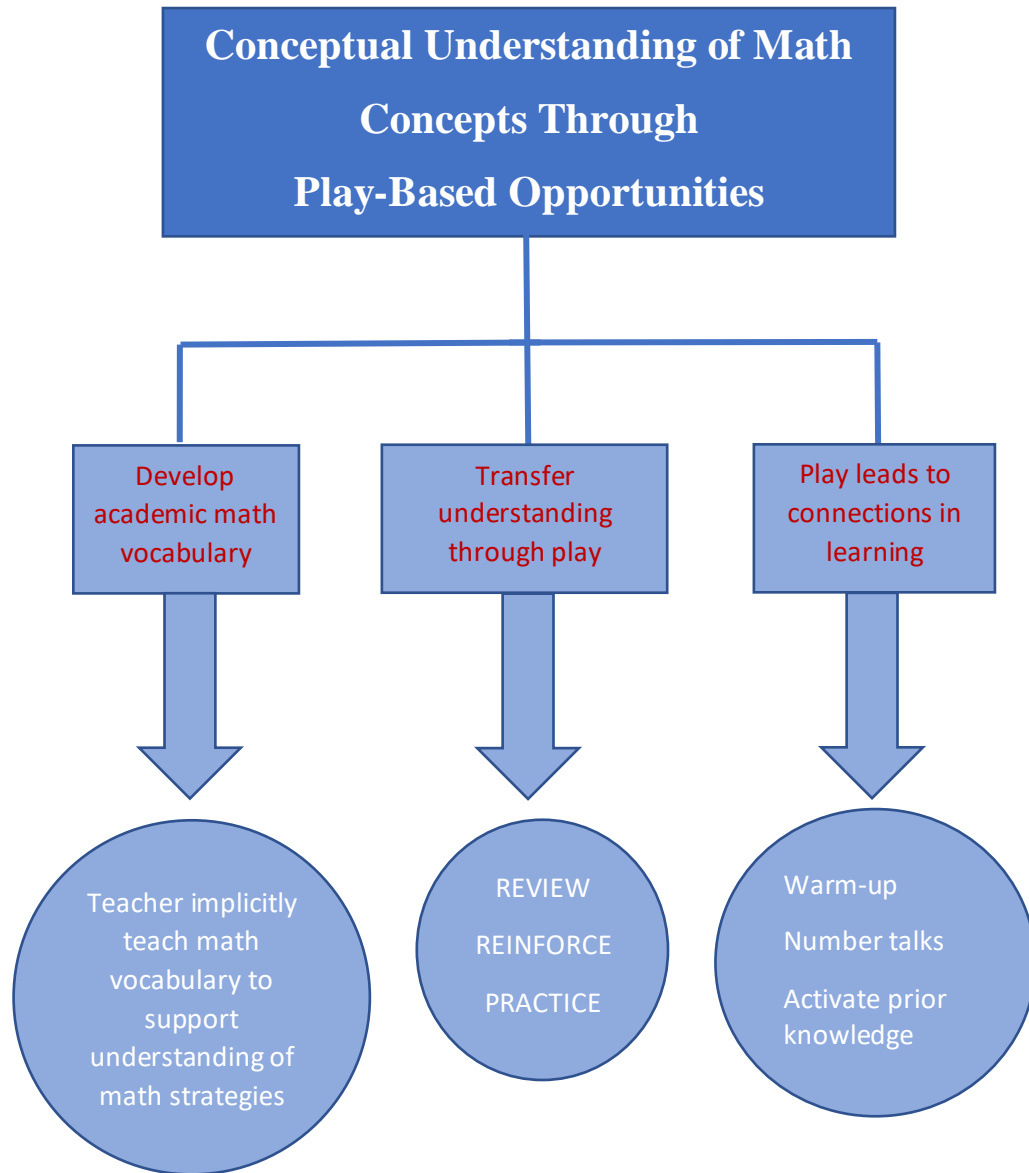 Conceptual Understanding of Math
Concepts Through
Play-Based Opportunities
Develop
academic math
vocabulary
Transfer
understanding
through play
Play leads to
connections in
learning
Teacher implicitly
teach math
vocabulary to
support
understanding of
math strategies
REVIEW
REINFORCE
PRACTICE
Warm-up
Number talks
Activate prior
knowledge